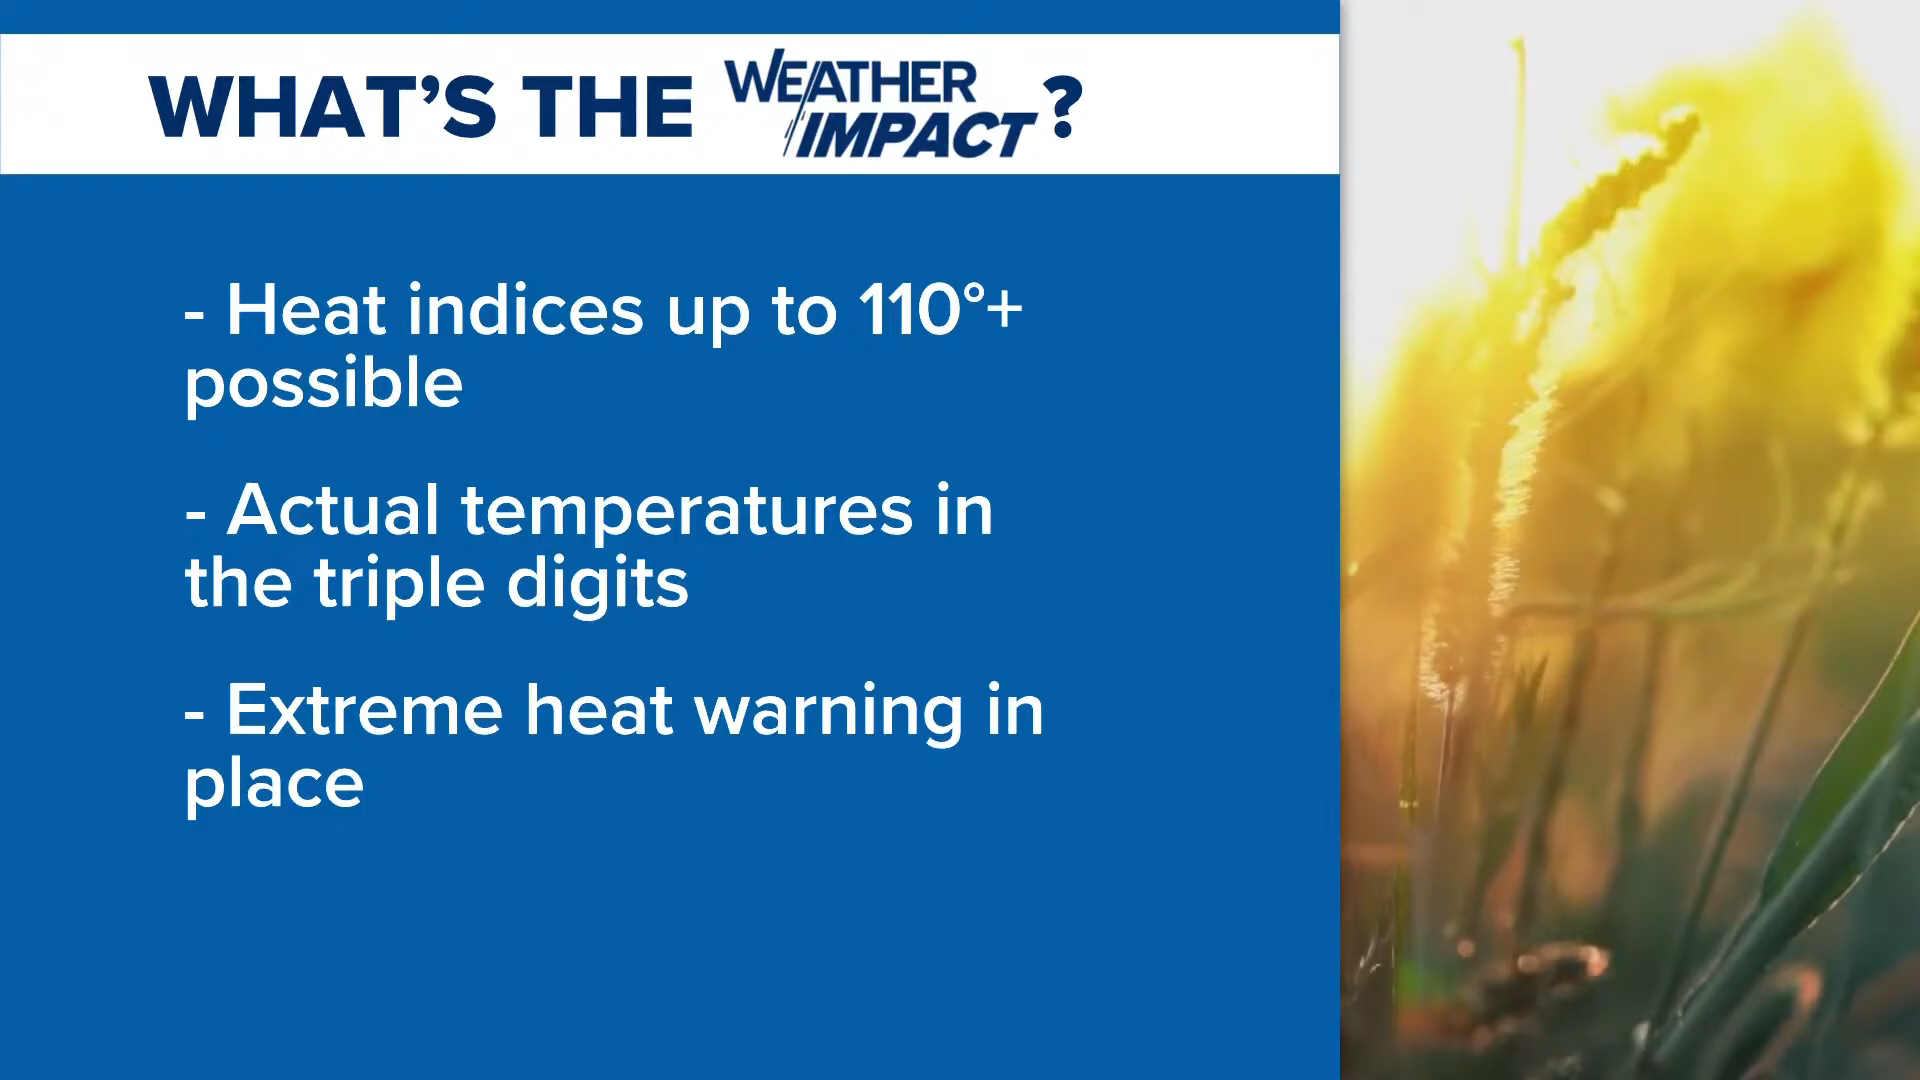 WHAT'S THE WEATHER IMPACT?
- Heat indices up to 110°+
possible
- Actual temperatures in
the triple digits
- Extreme heat warning in
place